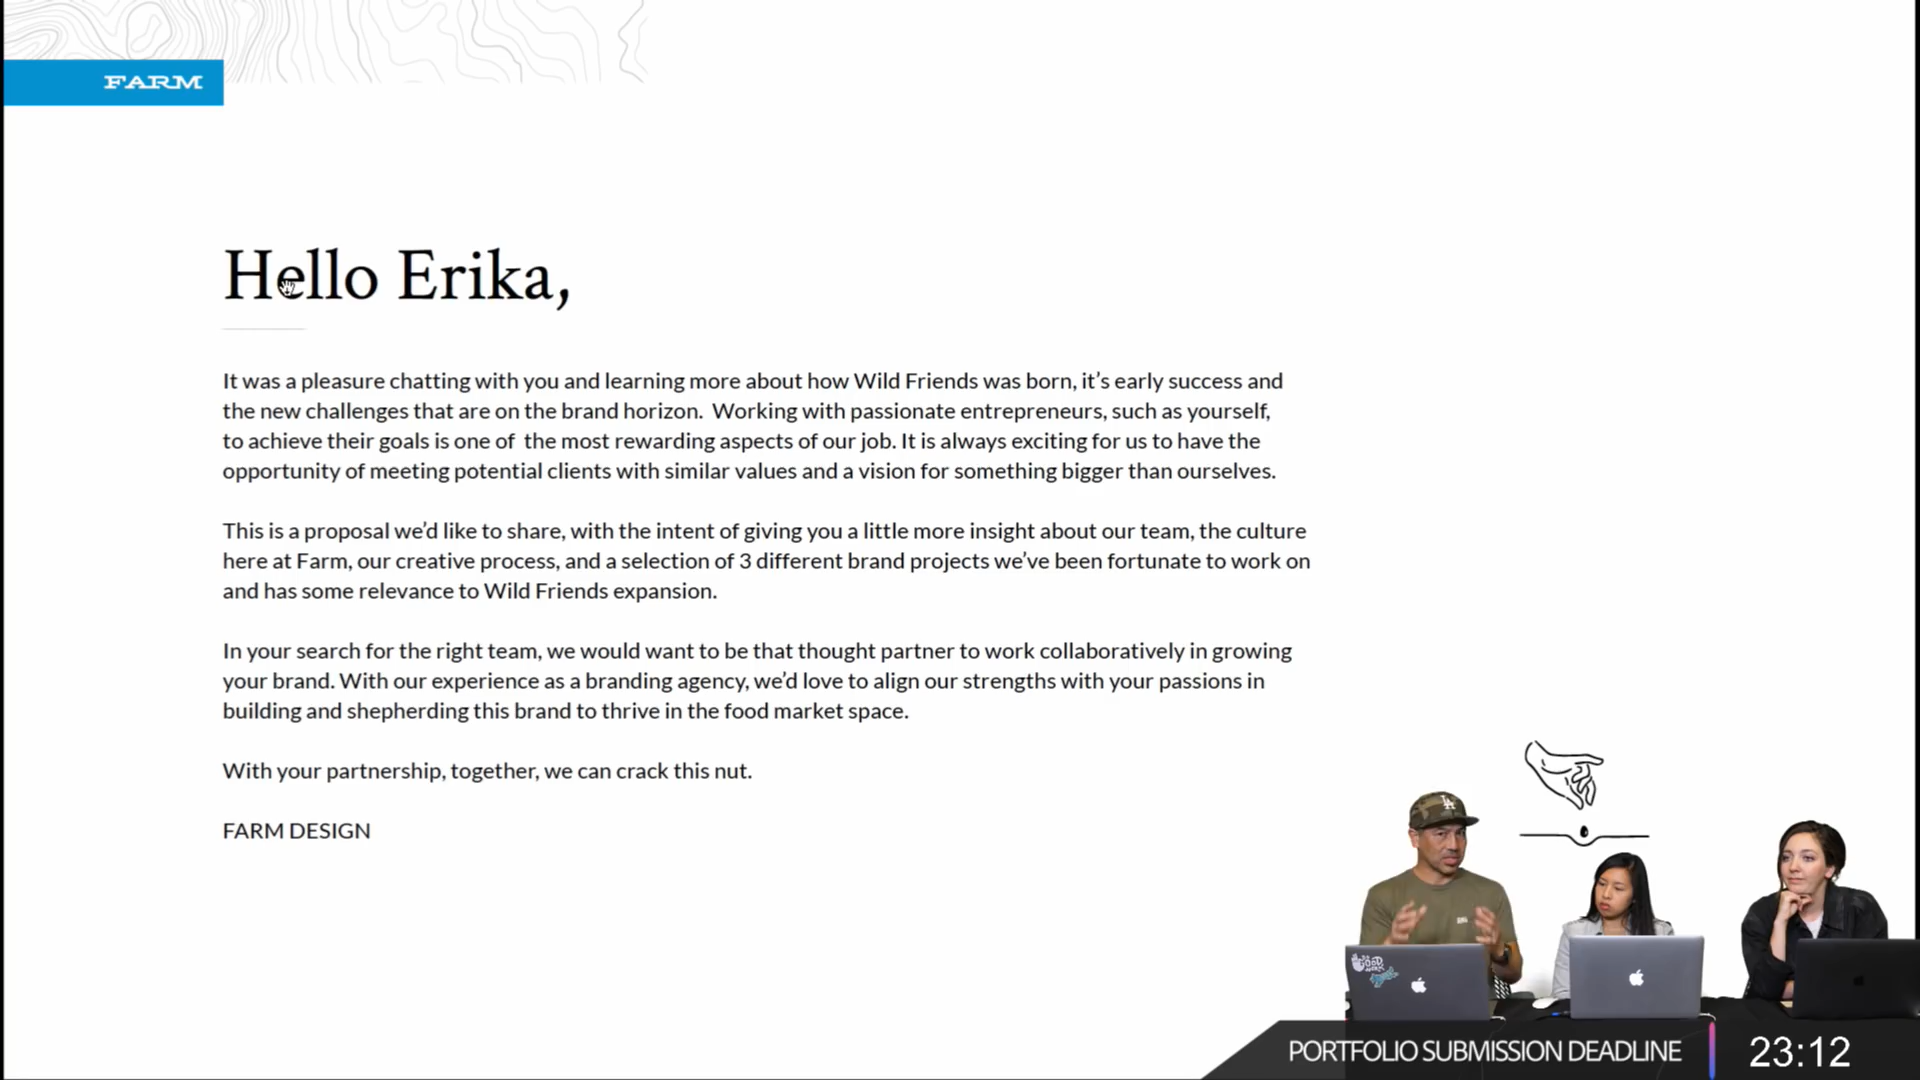 FARM
Hello Erika,
It was a pleasure chatting with you and learning more about how Wild Friends was born, it's early success and
the new challenges that are on the brand horizon.  Working with passionate entrepreneurs, such as yourself,
to achieve their goals is one of  the most rewarding aspects of our job. It is always exciting for us to have the
opportunity of meeting potential clients with similar values and a vision for something bigger than ourselves.
This is a proposal we'd like to share, with the intent of giving you a little more insight about our team, the culture
here at Farm, our creative process, and a selection of 3 different brand projects we've been fortunate to work on
and has some relevance to Wild Friends expansion.
In your search for the right team, we would want to be that thought partner to work collaboratively in growing
your brand. With our experience as a branding agency, we'd love to align our strengths with your passions in
building and shepherding this brand to thrive in the food market space.
With your partnership, together, we can crack this nut.
FARM DESIGN
LA
GOOD
PORTFOLIO SUBMISSION DEADLINE
23:12